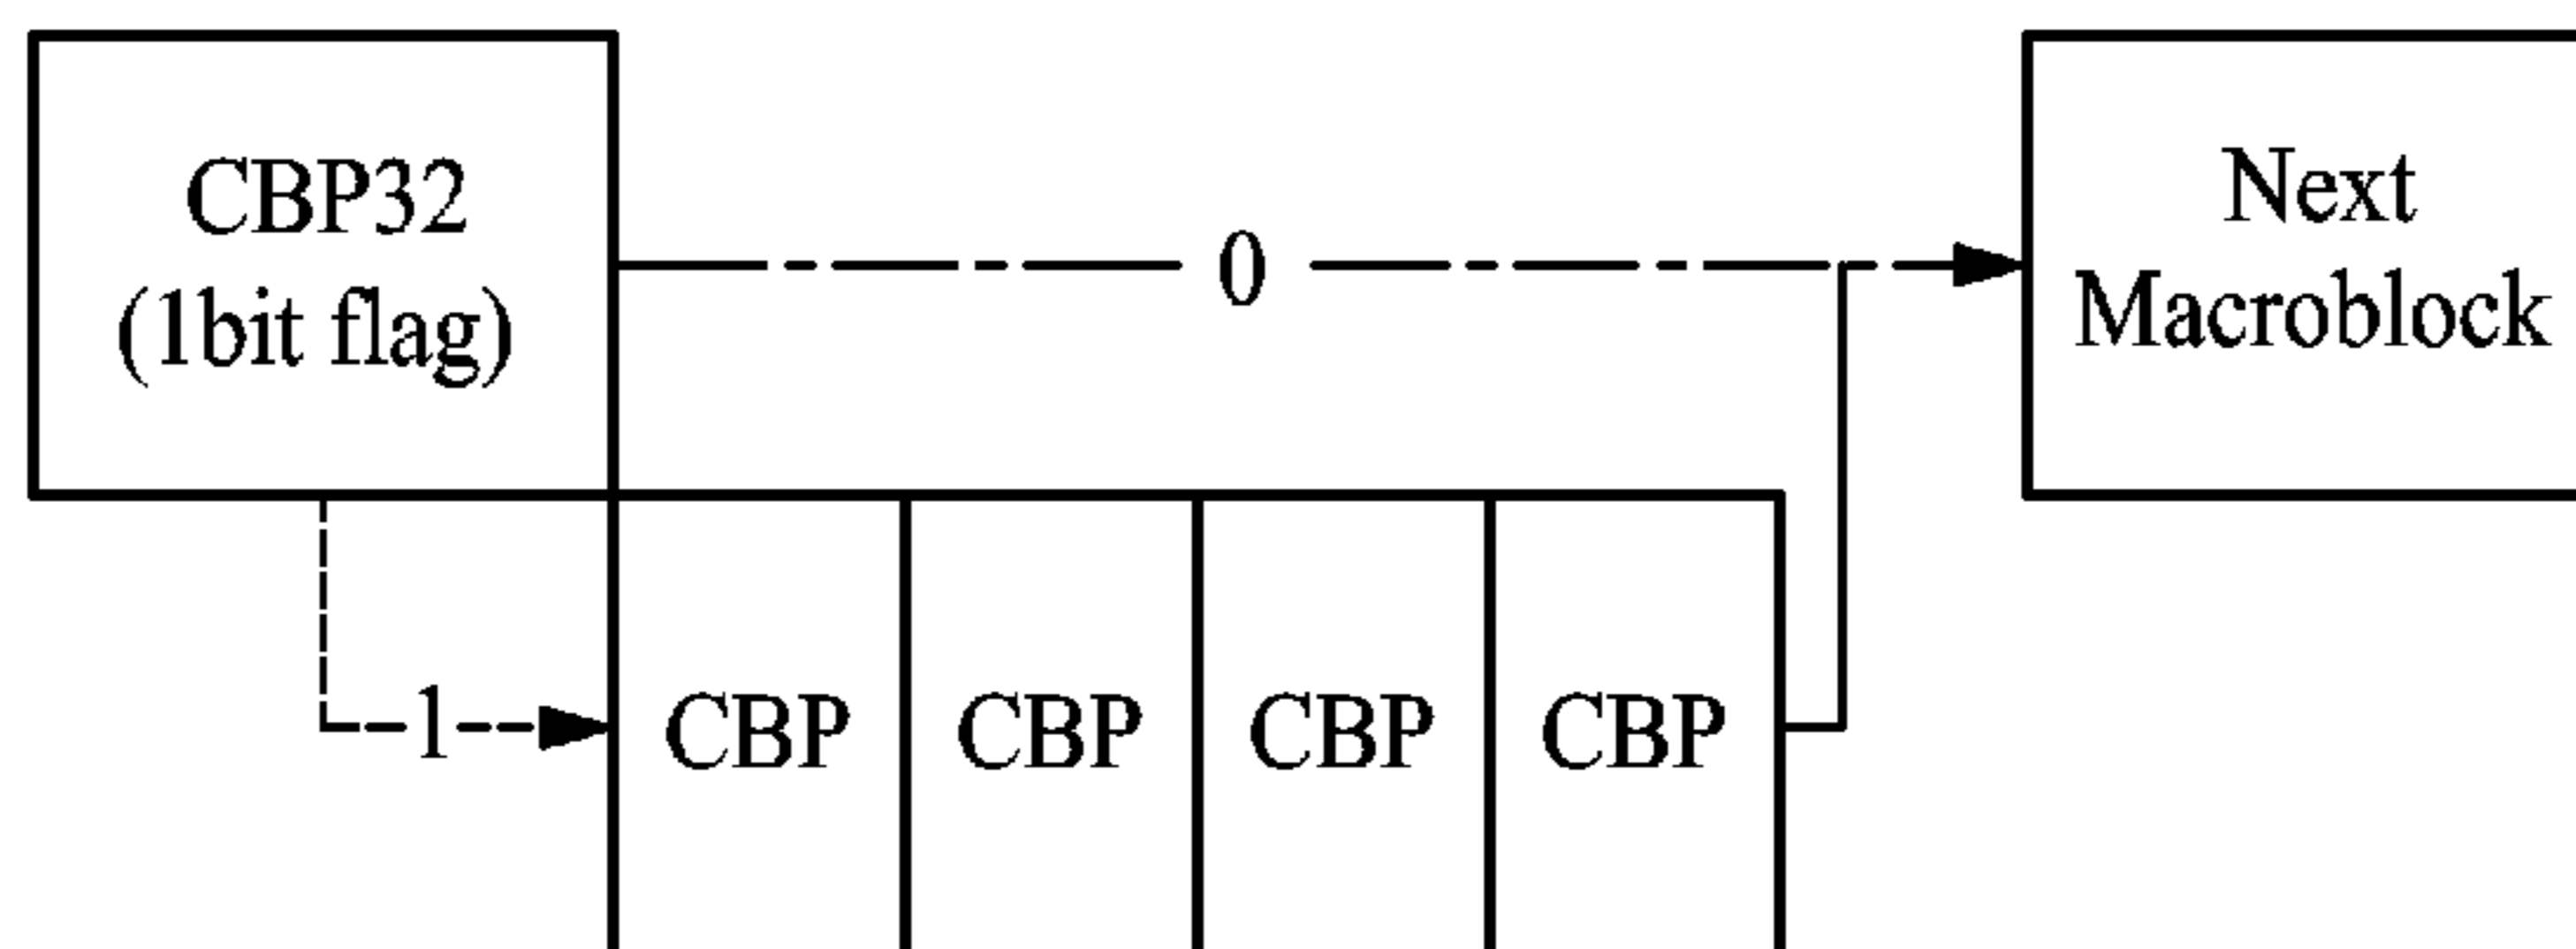 CBP32
(1bit flag)
0
Next
Macroblock
1
CBP CBP CBP CBP